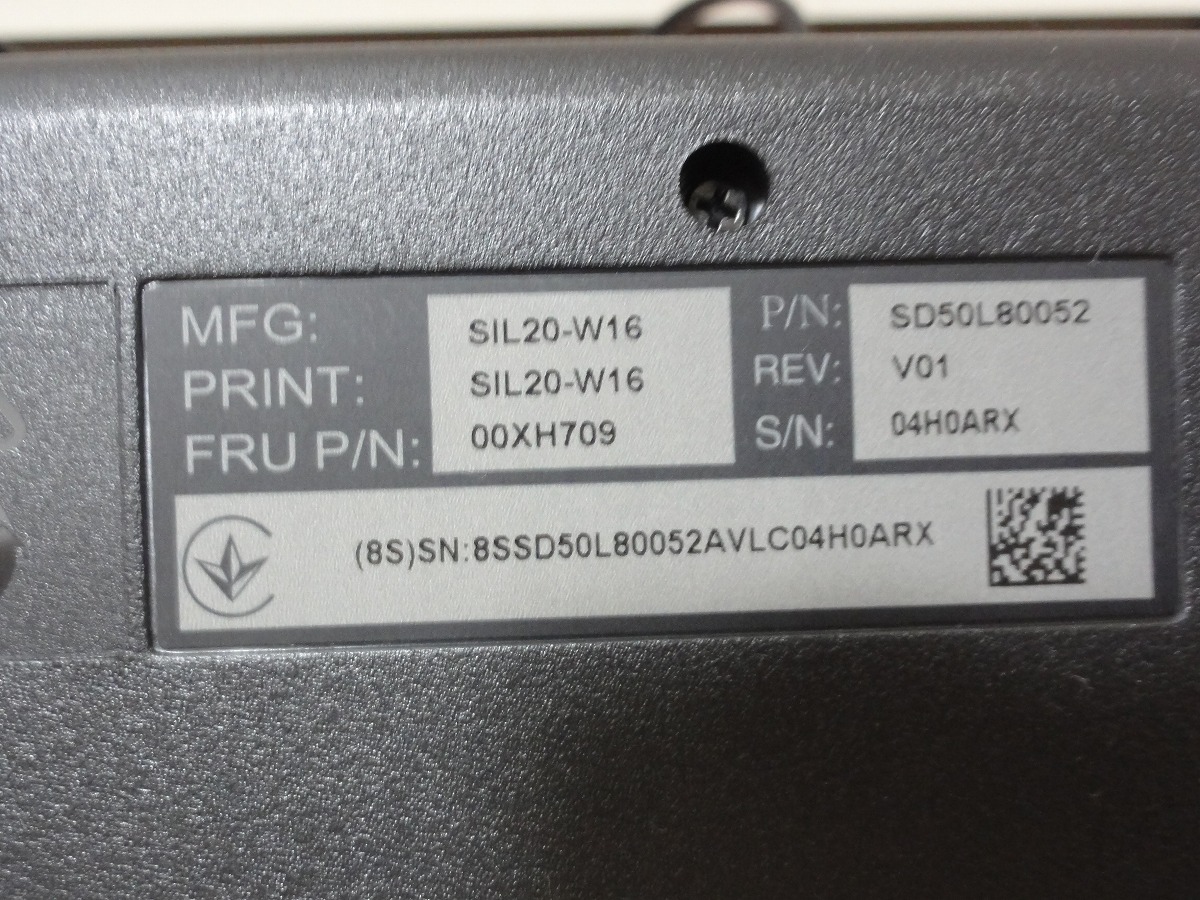 MFG: SIL20-W16
PRINT: SIL20-W16
FRU P/N: 00XH709
P/N: SD50L80052
REV: V01
S/N: 04H0ARX
(8S)SN:8SSD50L80052AVLC04H0ARX